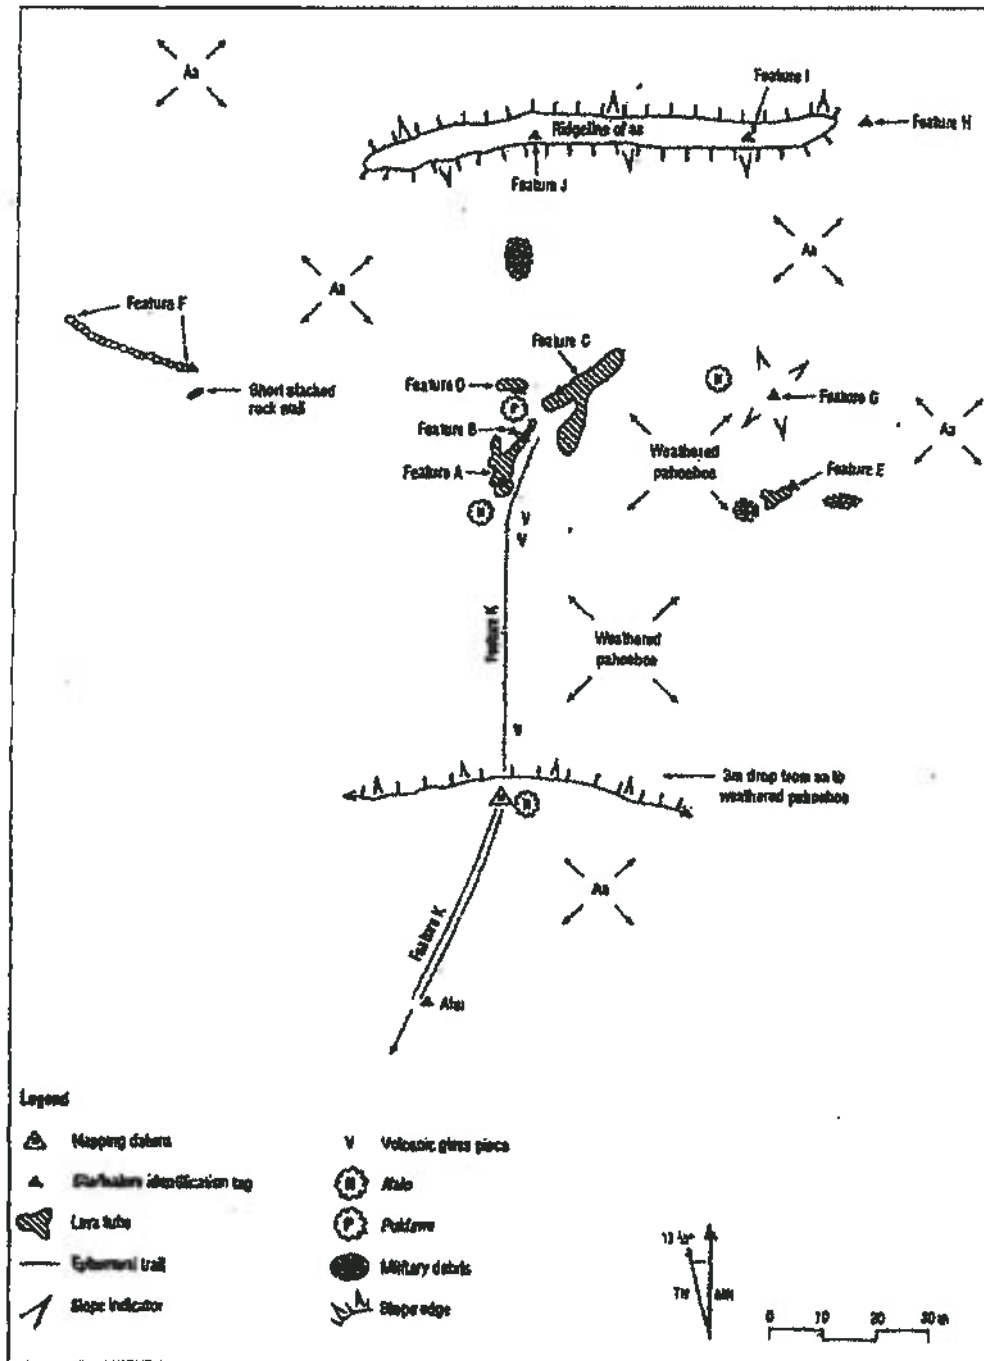 Aa
Feature I
Ridgeline of aa
Feature H
Feature J
Aa
Aa
Feature F
Feature C
Short stacked
rock wall
Feature D
N
P
Feature G
Feature B
Aa
Weathered
pahoehoe
Feature A
Feature E
N
V
V
Feature K
Weathered
pahoehoe
V
3m drop from aa to
weathered pahoehoe
N
Aa
Feature K
Ahu
Legend
Mapping datum
identification tag
Lava tube
Ephemeral trail
Slope indicator
V Volcanic glass piece
N
P
Military debris
Slope edge
TN MN
0 10 20 30 m